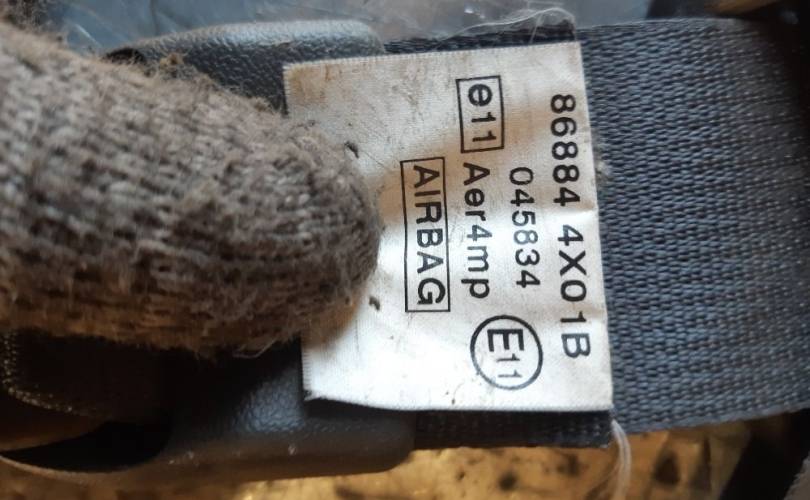 86884 4X01B
045834
e11 Aer4mp E11
AIRBAG